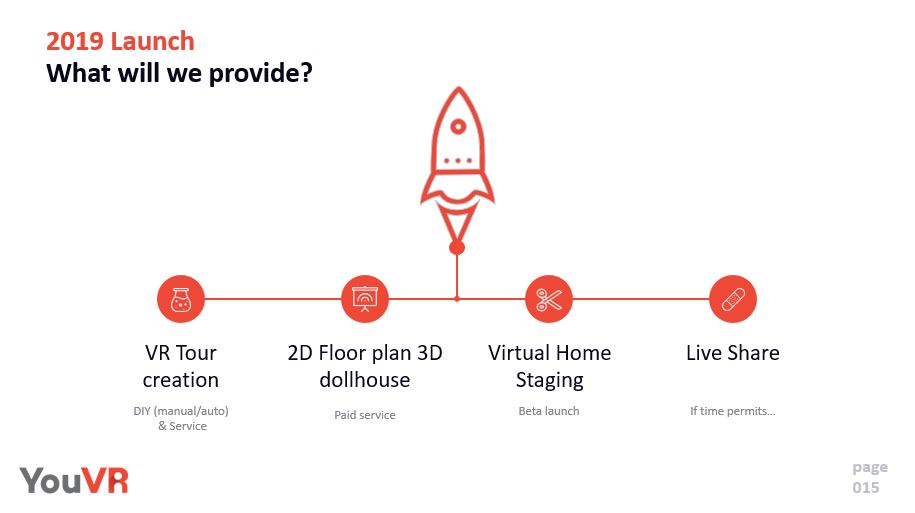 2019 Launch
What will we provide?
VR Tour
creation
DIY (manual/auto)
& Service
2D Floor plan 3D
dollhouse
Paid service
Virtual Home
Staging
Beta launch
Live Share
If time permits...
YouVR
page
015